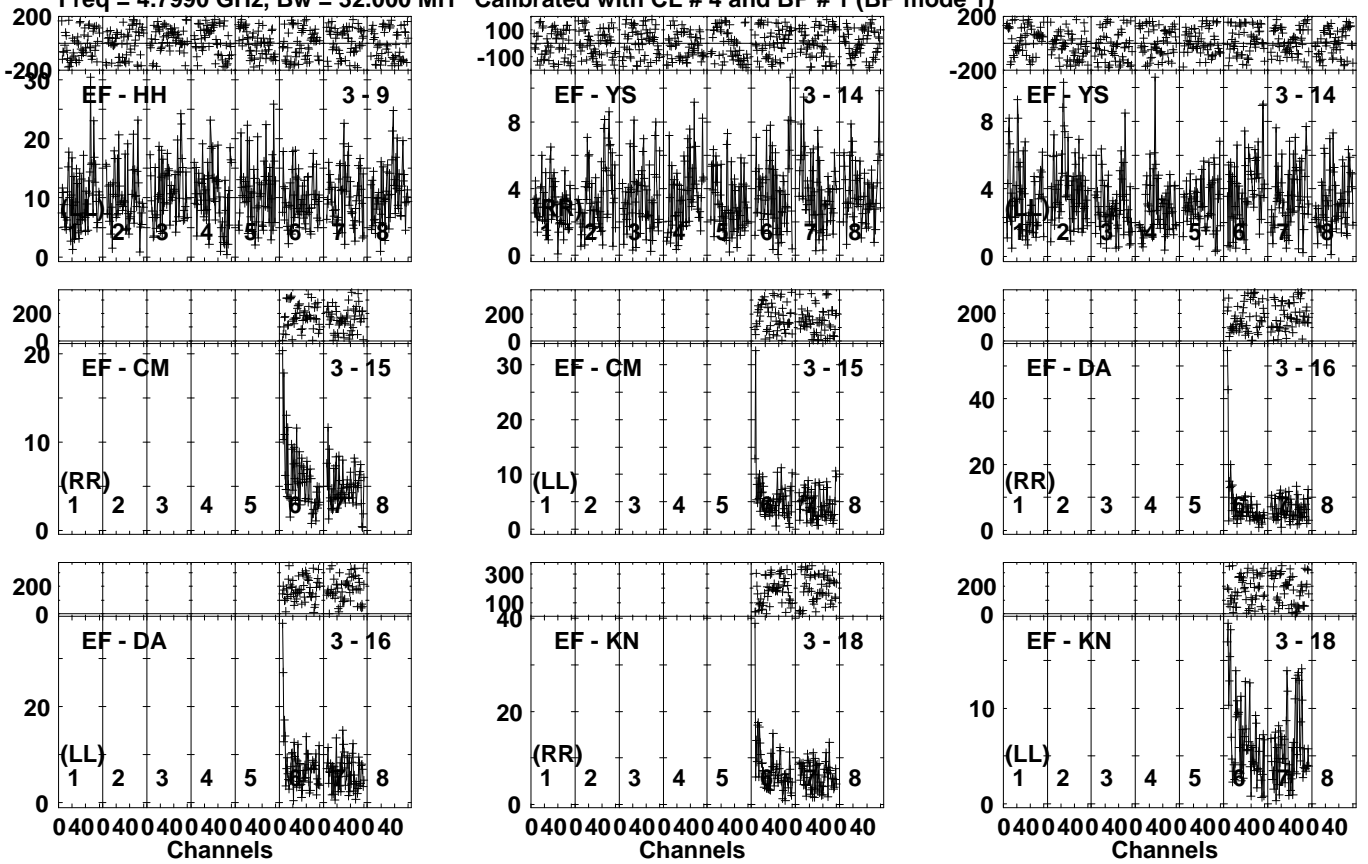 Freq = 4.7990 GHz, Bw = 32.000 MH Calibrated with CL # 4 and BP # 1 (BP mode 1)
200
-200
100
-100
200
-200
30
20
10
0
EF - HH 3 - 9
(LL)
1 2 3 4 5 6 7 8
8
4
0
EF - YS 3 - 14
(RR)
1 2 3 4 5 6 7 8
8
4
0
EF - YS 3 - 14
(LL)
1 2 3 4 5 6 7 8
200
0
200
0
200
0
20
10
0
EF - CM 3 - 15
(RR)
1 2 3 4 5 6 7 8
30
20
10
0
EF - CM 3 - 15
(LL)
1 2 3 4 5 6 7 8
40
20
0
EF - DA 3 - 16
(RR)
1 2 3 4 5 6 7 8
200
0
300
100
200
0
20
0
EF - DA 3 - 16
(LL)
1 2 3 4 5 6 7 8
40
20
0
EF - KN 3 - 18
(RR)
1 2 3 4 5 6 7 8
10
0
EF - KN 3 - 18
(LL)
1 2 3 4 5 6 7 8
0 40 0 40 0 40 0 40 0 40 0 40 0 40 0 40
0 40 0 40 0 40 0 40 0 40 0 40 0 40 0 40
0 40 0 40 0 40 0 40 0 40 0 40 0 40 0 40
Channels Channels Channels